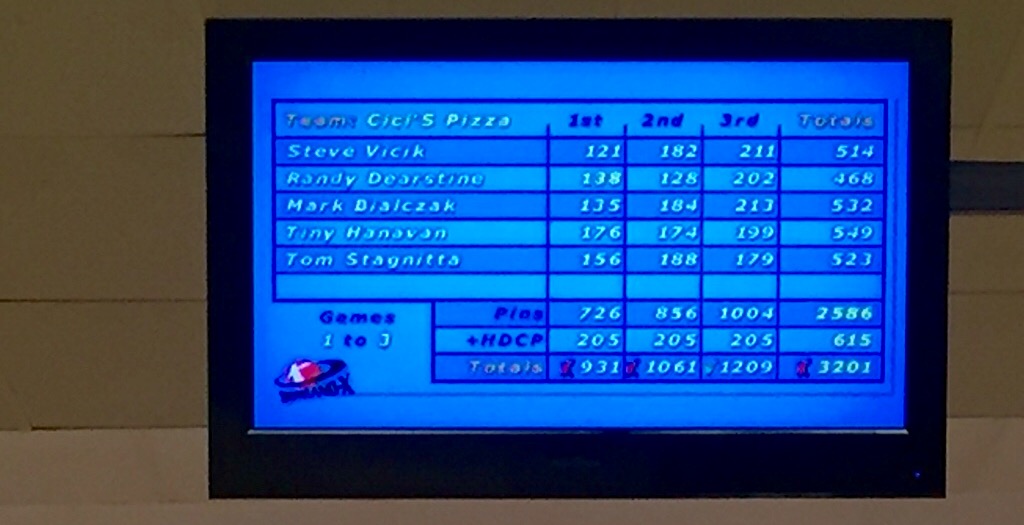 Team: Cici'S Pizza 1st 2nd 3rd Totals
Steve Vicik 121 182 211 514
Randy Dearstine 138 128 202 468
Mark Bialczak 135 184 213 532
Tiny Hanavan 176 174 199 549
Tom Stagnitta 156 188 179 523
Pins 726 856 1004 2586
Games
1 to 3
+HDCP 205 205 205 615
Totals 931 1061 1209 3201